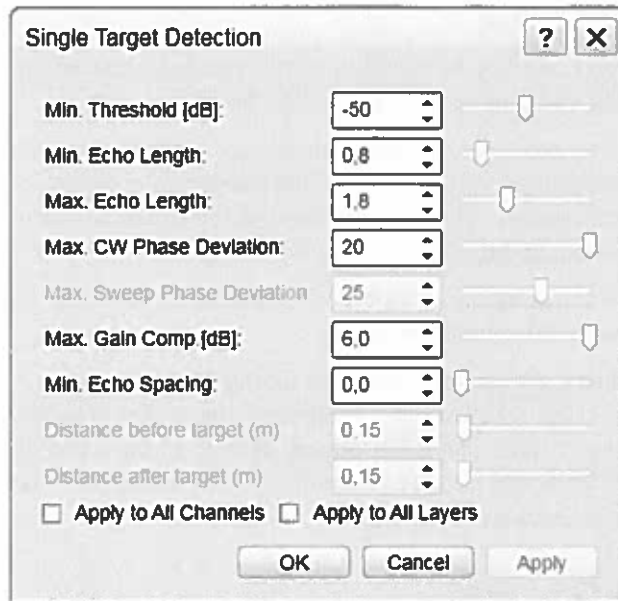 Single Target Detection ? X
Min. Threshold [dB]: -50
Min. Echo Length: 0,8
Max. Echo Length: 1,8
Max. CW Phase Deviation: 20
Max. Sweep Phase Deviation 25
Max. Gain Comp [dB]: 6,0
Min. Echo Spacing: 0,0
Distance before target (m) 0,15
Distance after target (m) 0,15
Apply to All Channels Apply to All Layers
OK Cancel Apply